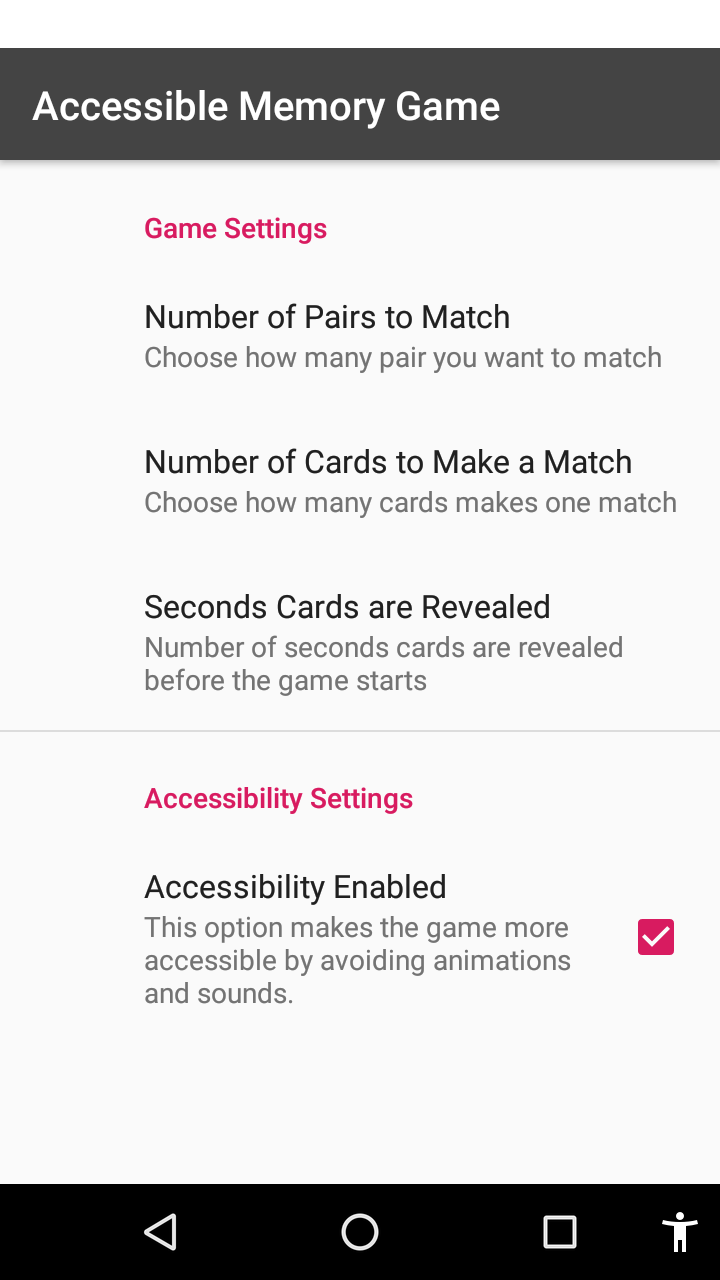 Accessible Memory Game
Game Settings
Number of Pairs to Match
Choose how many pair you want to match
Number of Cards to Make a Match
Choose how many cards makes one match
Seconds Cards are Revealed
Number of seconds cards are revealed
before the game starts
Accessibility Settings
Accessibility Enabled
This option makes the game more
accessible by avoiding animations
and sounds.